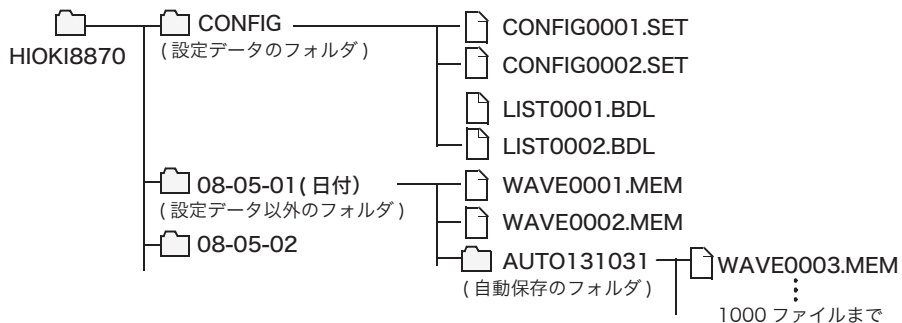 HIOKI8870
CONFIG
(設定データのフォルダ)
CONFIG0001.SET
CONFIG0002.SET
LIST0001.BDL
LIST0002.BDL
08-05-01(日付)
(設定データ以外のフォルダ)
08-05-02
WAVE0001.MEM
WAVE0002.MEM
AUTO131031
(自動保存のフォルダ)
WAVE0003.MEM
1000 ファイルまで